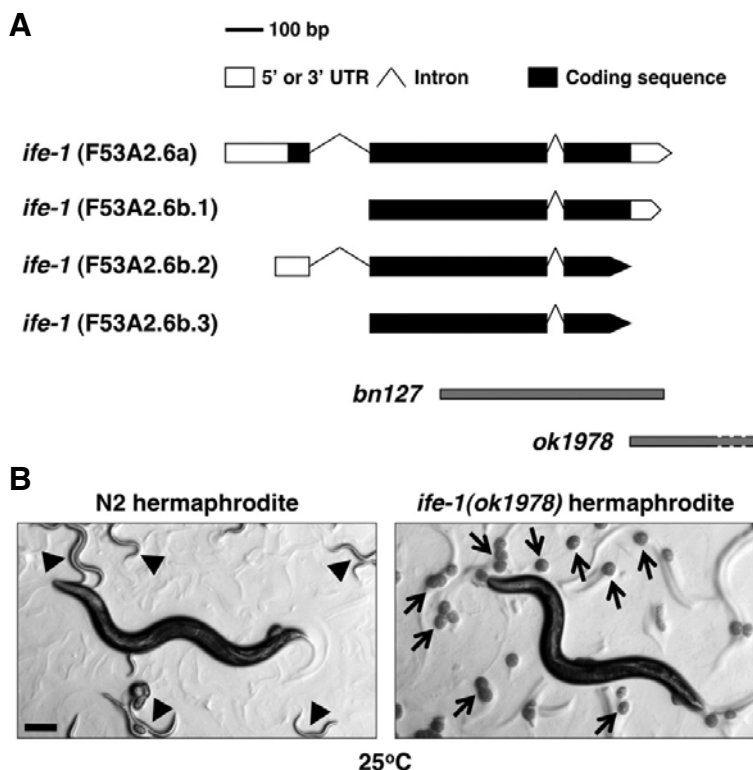 A
100 bp
5' or 3' UTR
Intron
Coding sequence
ife-1 (F53A2.6a)
ife-1 (F53A2.6b.1)
ife-1 (F53A2.6b.2)
ife-1 (F53A2.6b.3)
bn127
ok1978
B
N2 hermaphrodite
ife-1(ok1978) hermaphrodite
25°C